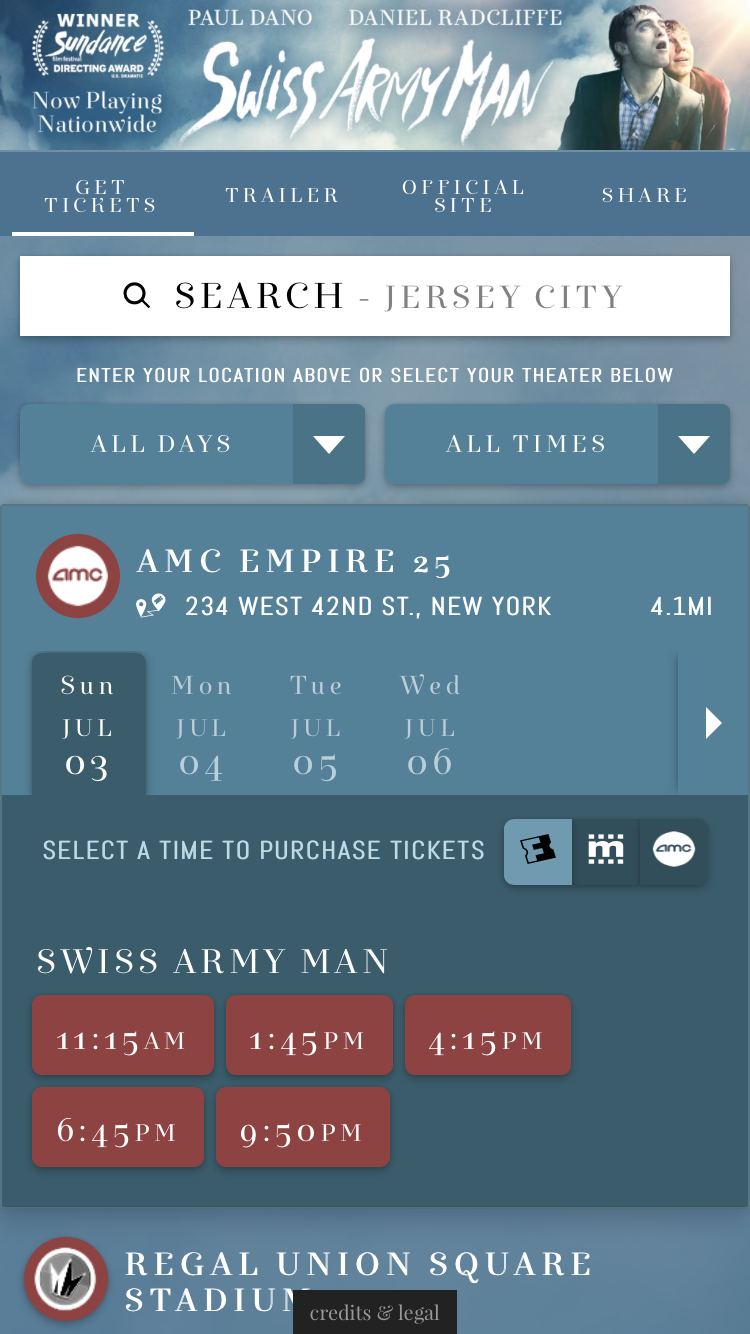 WINNER
Sundance
film festival
DIRECTING AWARD
U.S. DRAMATIC
Now Playing
Nationwide
PAUL DANO DANIEL RADCLIFFE
SWISS ARMY MAN
GET
TICKETS
TRAILER
OFFICIAL
SITE
SHARE
SEARCH - JERSEY CITY
ENTER YOUR LOCATION ABOVE OR SELECT YOUR THEATER BELOW
ALL DAYS
ALL TIMES
amc
AMC EMPIRE 25
234 WEST 42ND ST., NEW YORK 4.1MI
Sun Mon Tue Wed
JUL JUL JUL JUL
03 04 05 06
SELECT A TIME TO PURCHASE TICKETS
F
m
amc
SWISS ARMY MAN
11:15AM 1:45PM 4:15PM
6:45PM 9:50PM
REGAL UNION SQUARE
STADIUM
credits & legal